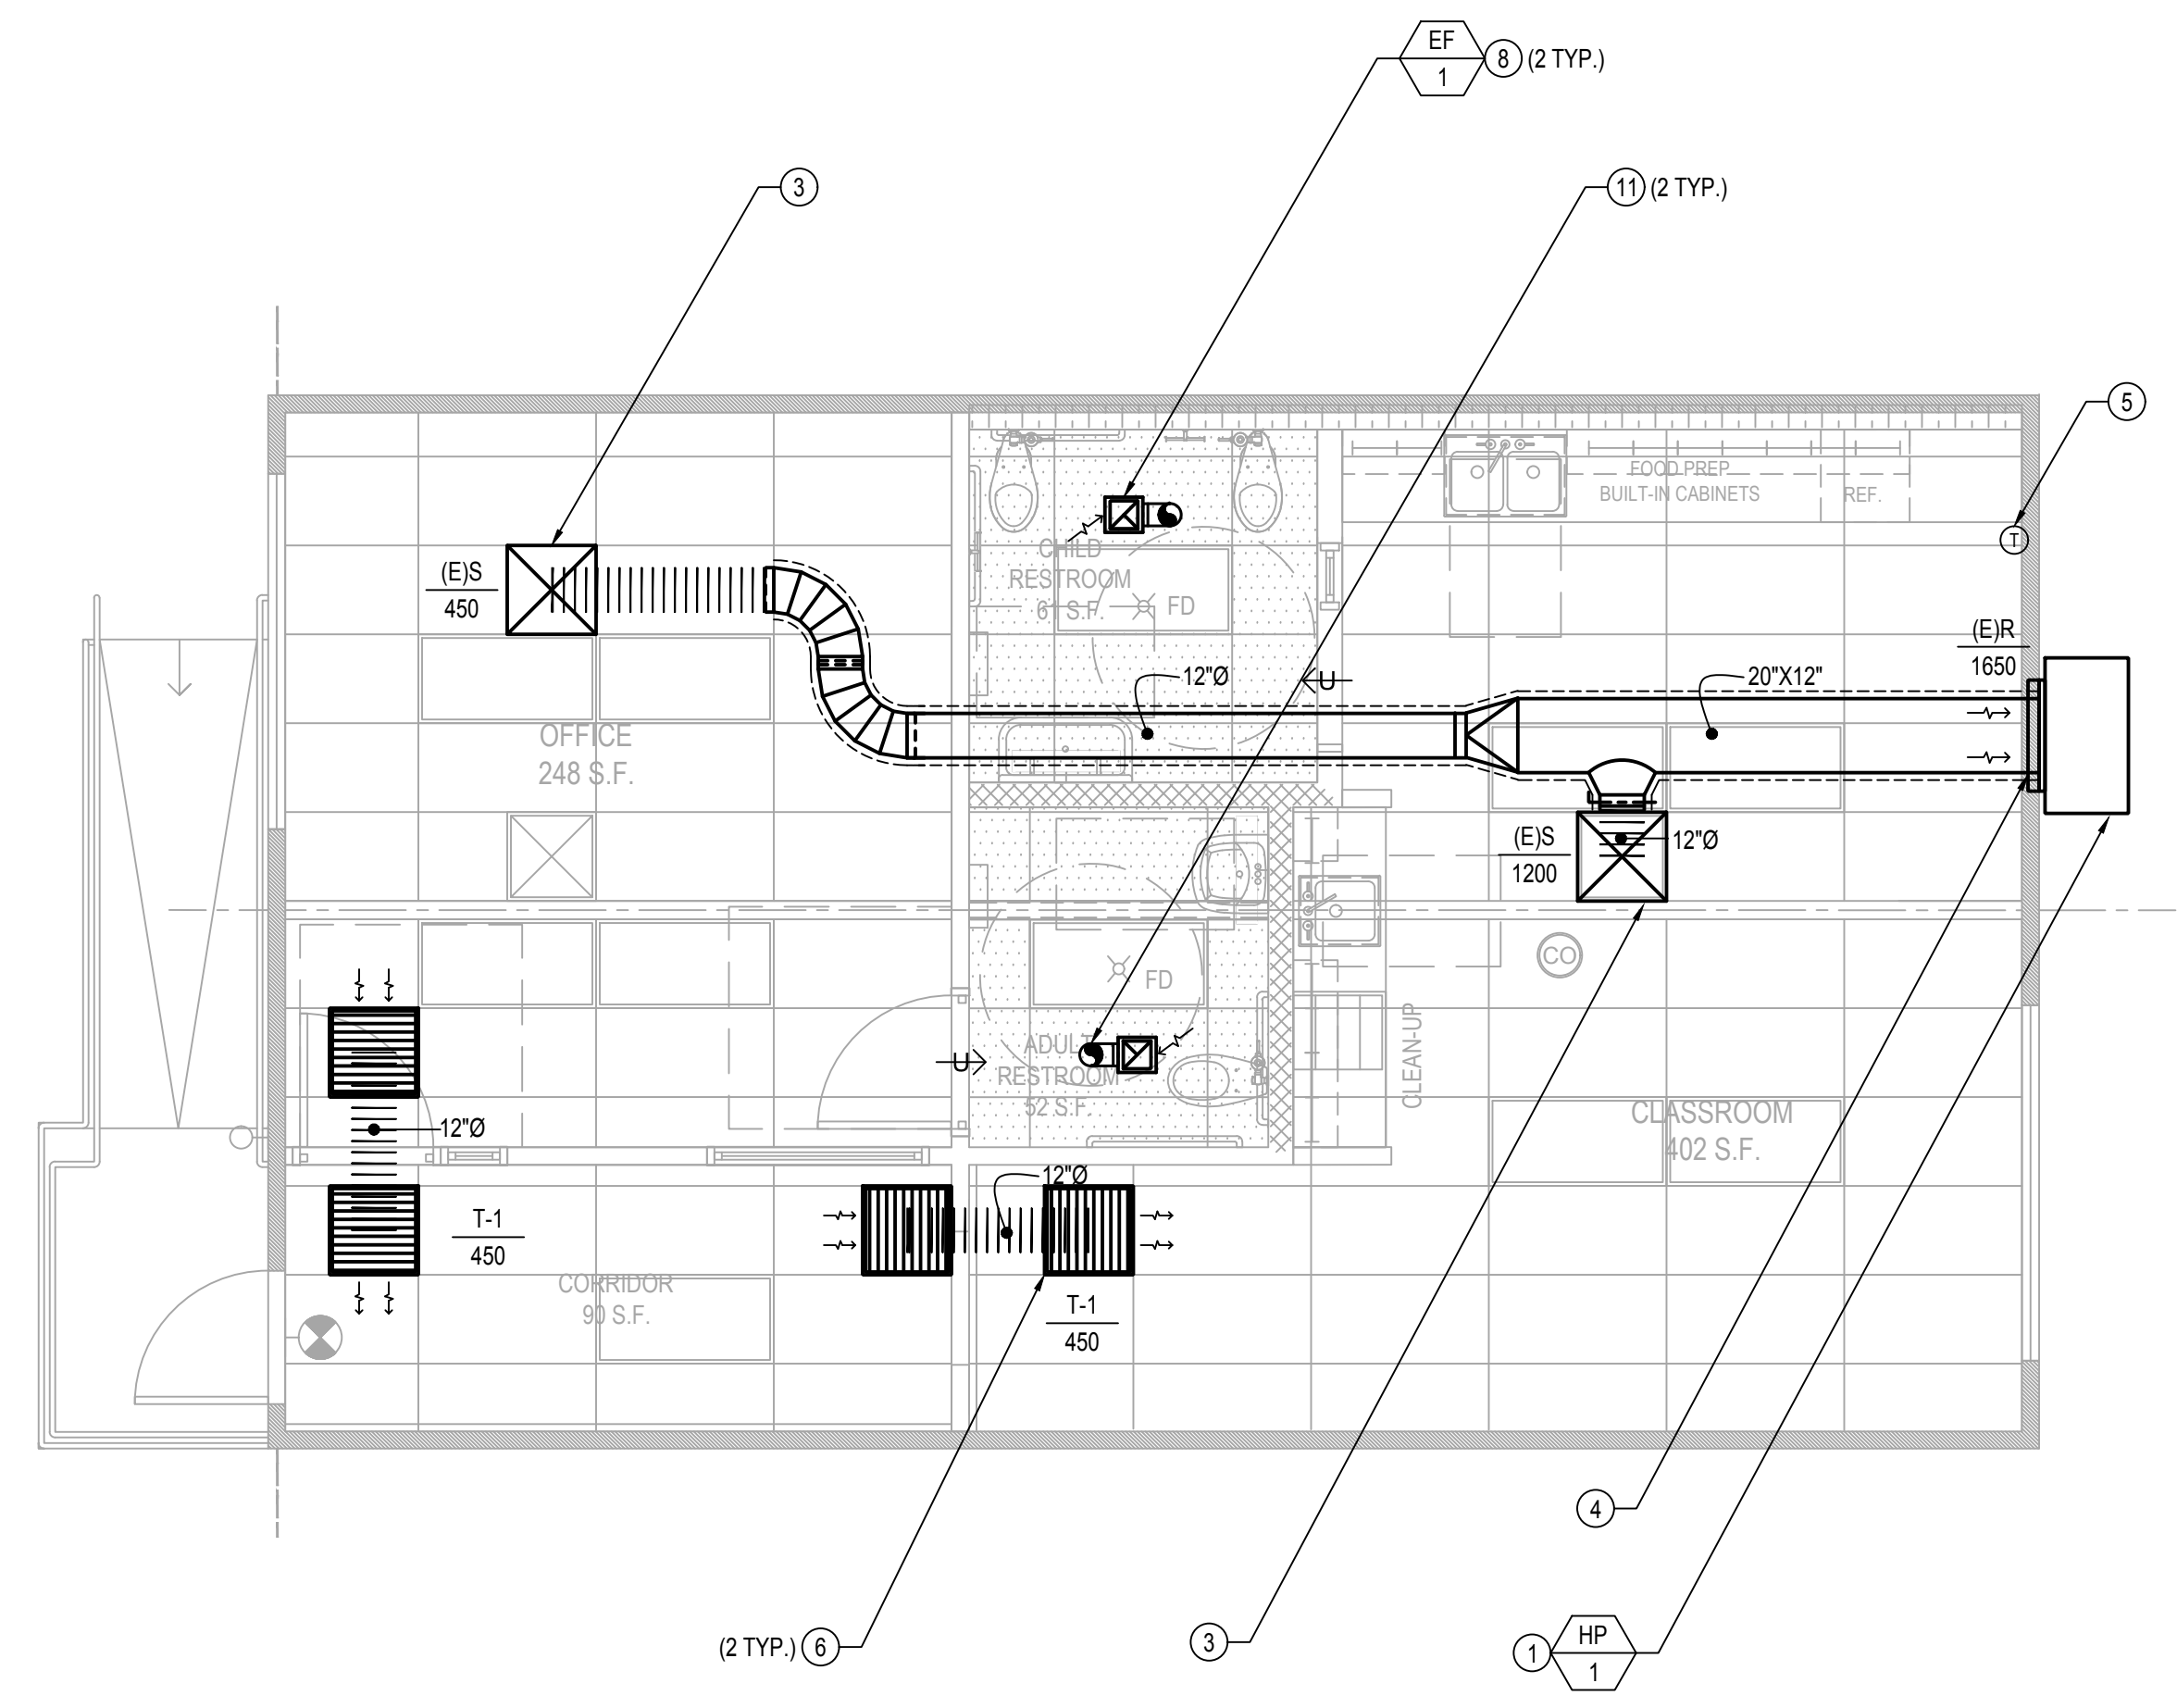 EF
1
8 (2 TYP.)
3
11 (2 TYP.)
5
FOOD PREP
BUILT-IN CABINETS
REF.
T
(E)S
450
CHILD
RESTROOM
61 S.F.
FD
(E)R
1650
12"Ø
U
20"X12"
OFFICE
248 S.F.
(E)S
1200
12"Ø
CO
FD
ADULT
RESTROOM
52 S.F.
U
CLEAN-UP
CLASSROOM
402 S.F.
12"Ø
12"Ø
T-1
450
CORRIDOR
90 S.F.
T-1
450
4
(2 TYP.) 6
3
1
HP
1